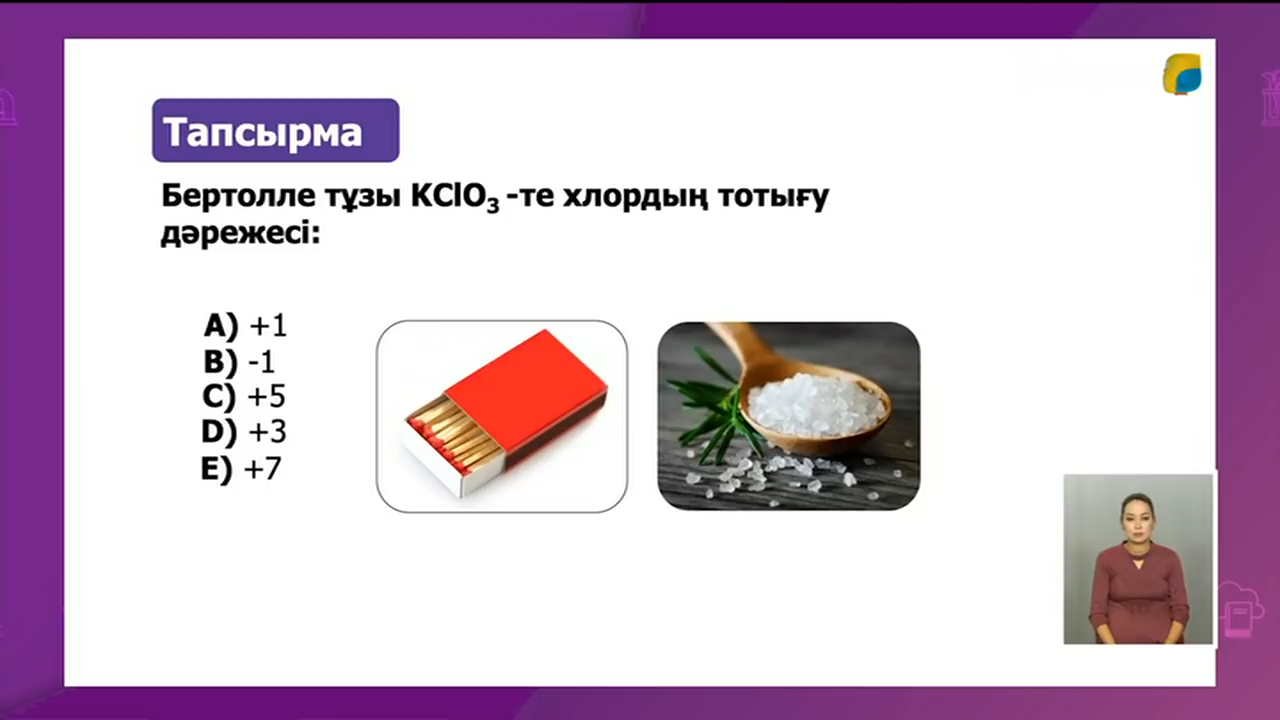 Тапсырма
Бертолле тұзы KClO₃ -те хлордың тотығу
дәрежесі:
A) +1
B) -1
C) +5
D) +3
E) +7